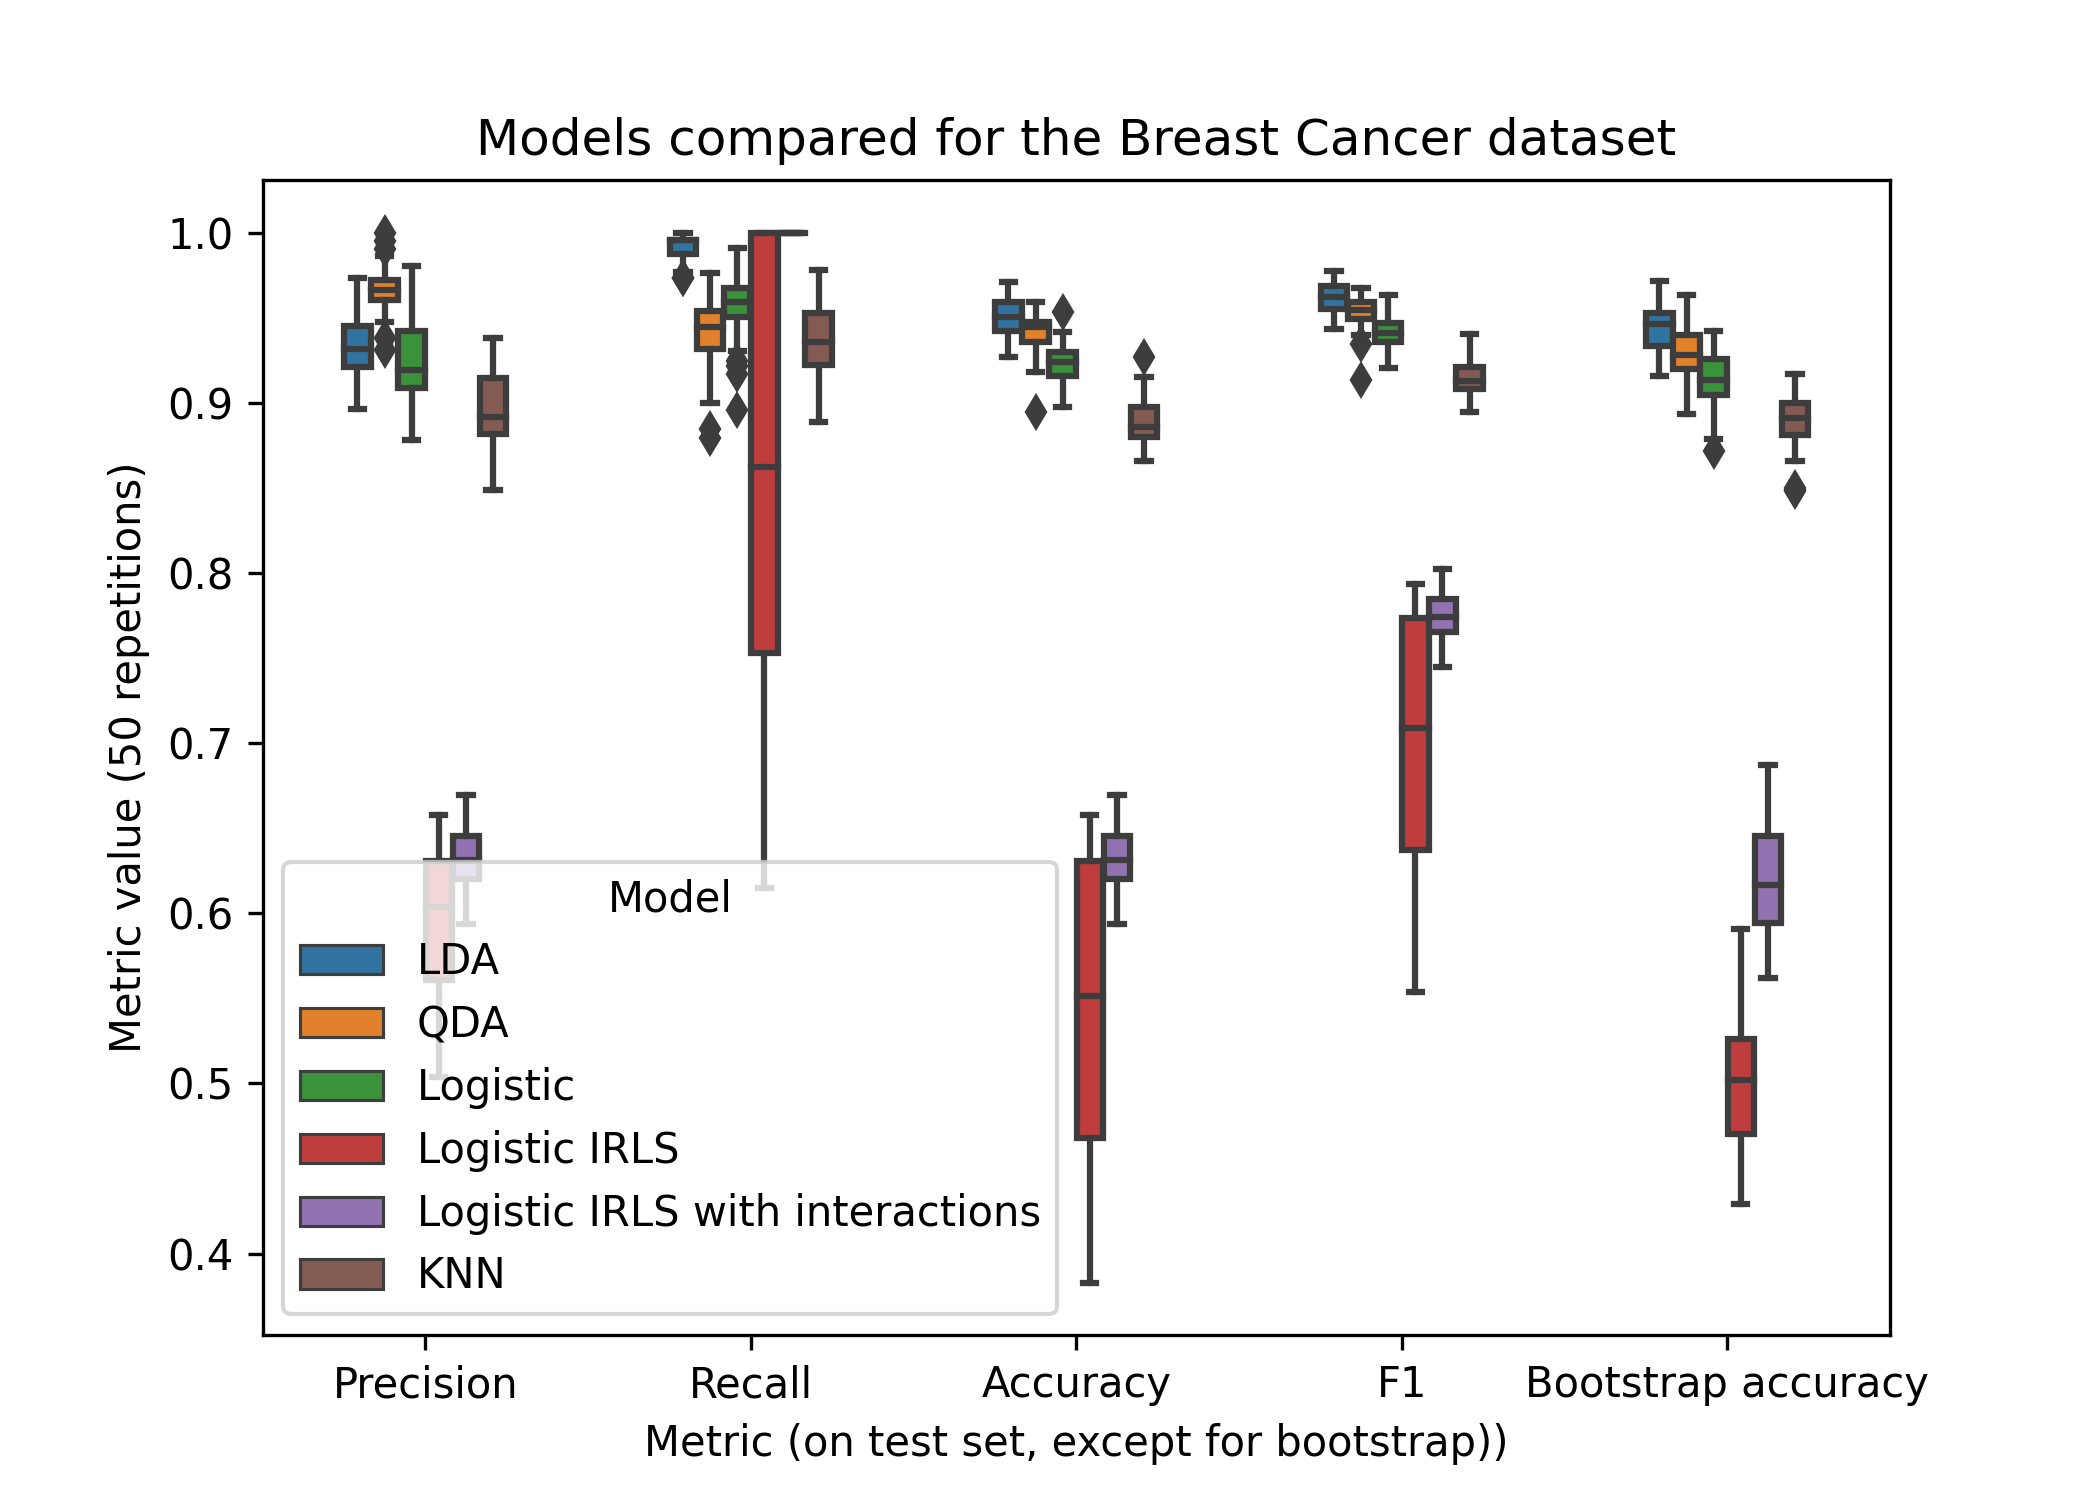 Models compared for the Breast Cancer dataset
Metric value (50 repetitions)
1.0
0.9
0.8
0.7
0.6
0.5
0.4
Model
LDA
QDA
Logistic
Logistic IRLS
Logistic IRLS with interactions
KNN
Precision Recall Accuracy F1 Bootstrap accuracy
Metric (on test set, except for bootstrap))